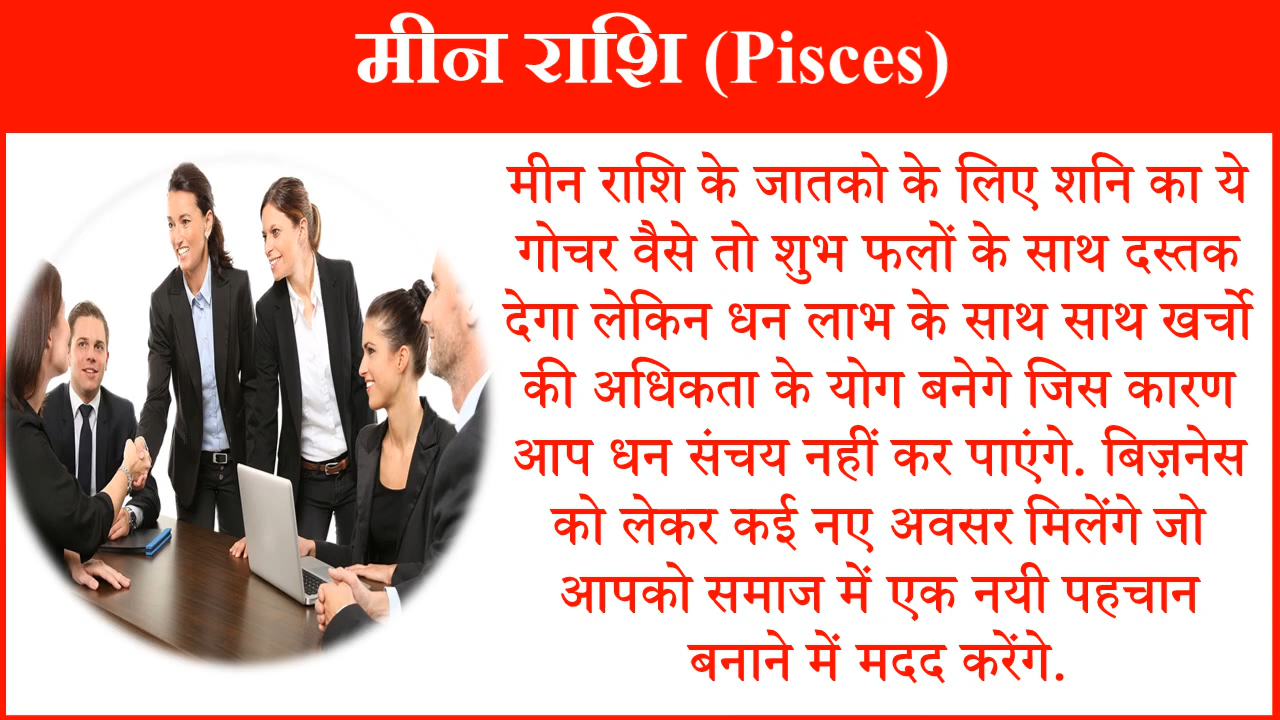 मीन राशि (Pisces)
मीन राशि के जातको के लिए शनि का ये
गोचर वैसे तो शुभ फलों के साथ दस्तक
देगा लेकिन धन लाभ के साथ साथ खर्चो
की अधिकता के योग बनेगे जिस कारण
आप धन संचय नहीं कर पाएंगे. बिज़नेस
को लेकर कई नए अवसर मिलेंगे जो
आपको समाज में एक नयी पहचान
बनाने में मदद करेंगे.